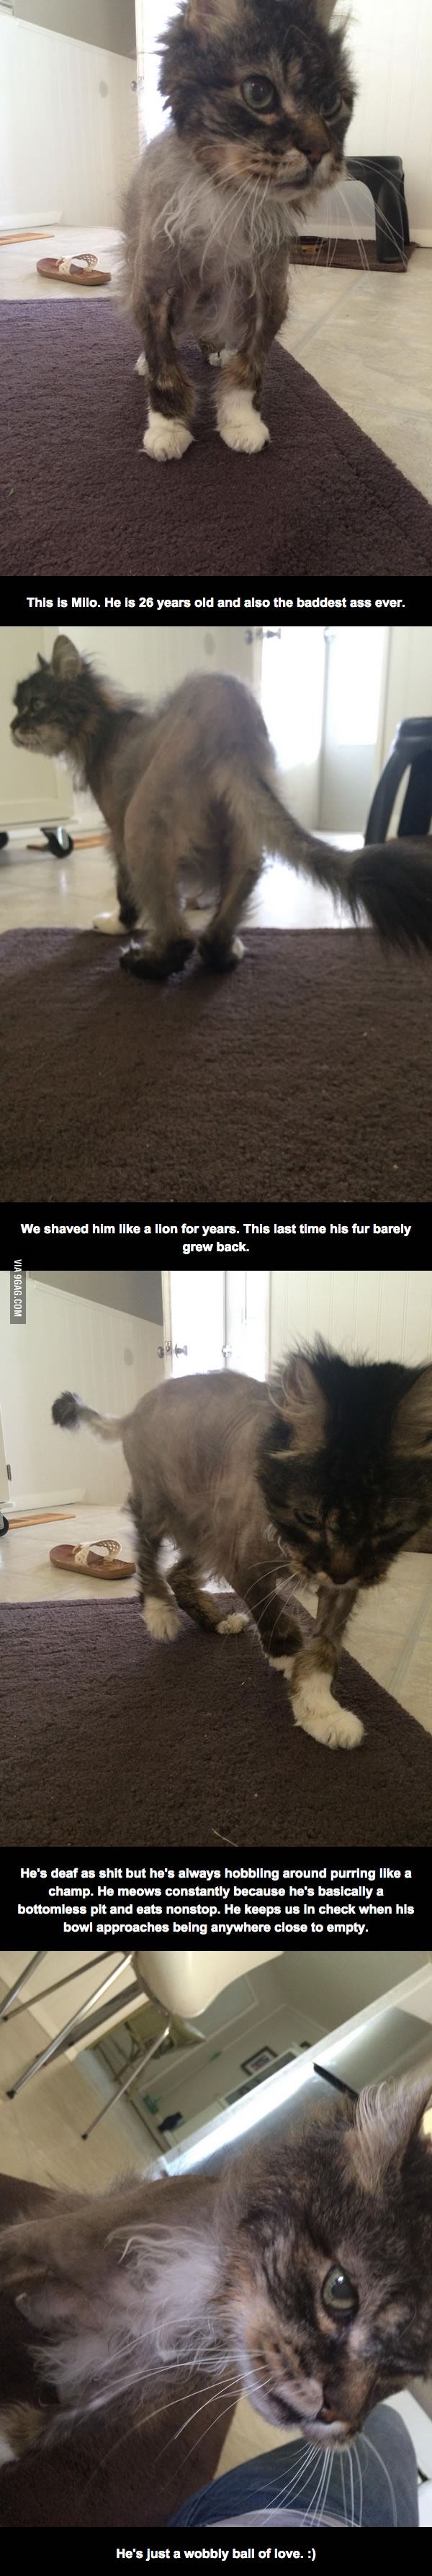 This is Milo. He is 26 years old and also the baddest ass ever.
We shaved him like a lion for years. This last time his fur barely
grew back.
VIA 9GAG.COM
He's deaf as shit but he's always hobbling around purring like a
champ. He meows constantly because he's basically a
bottomless pit and eats nonstop. He keeps us in check when his
bowl approaches being anywhere close to empty.
He's just a wobbly ball of love. :)